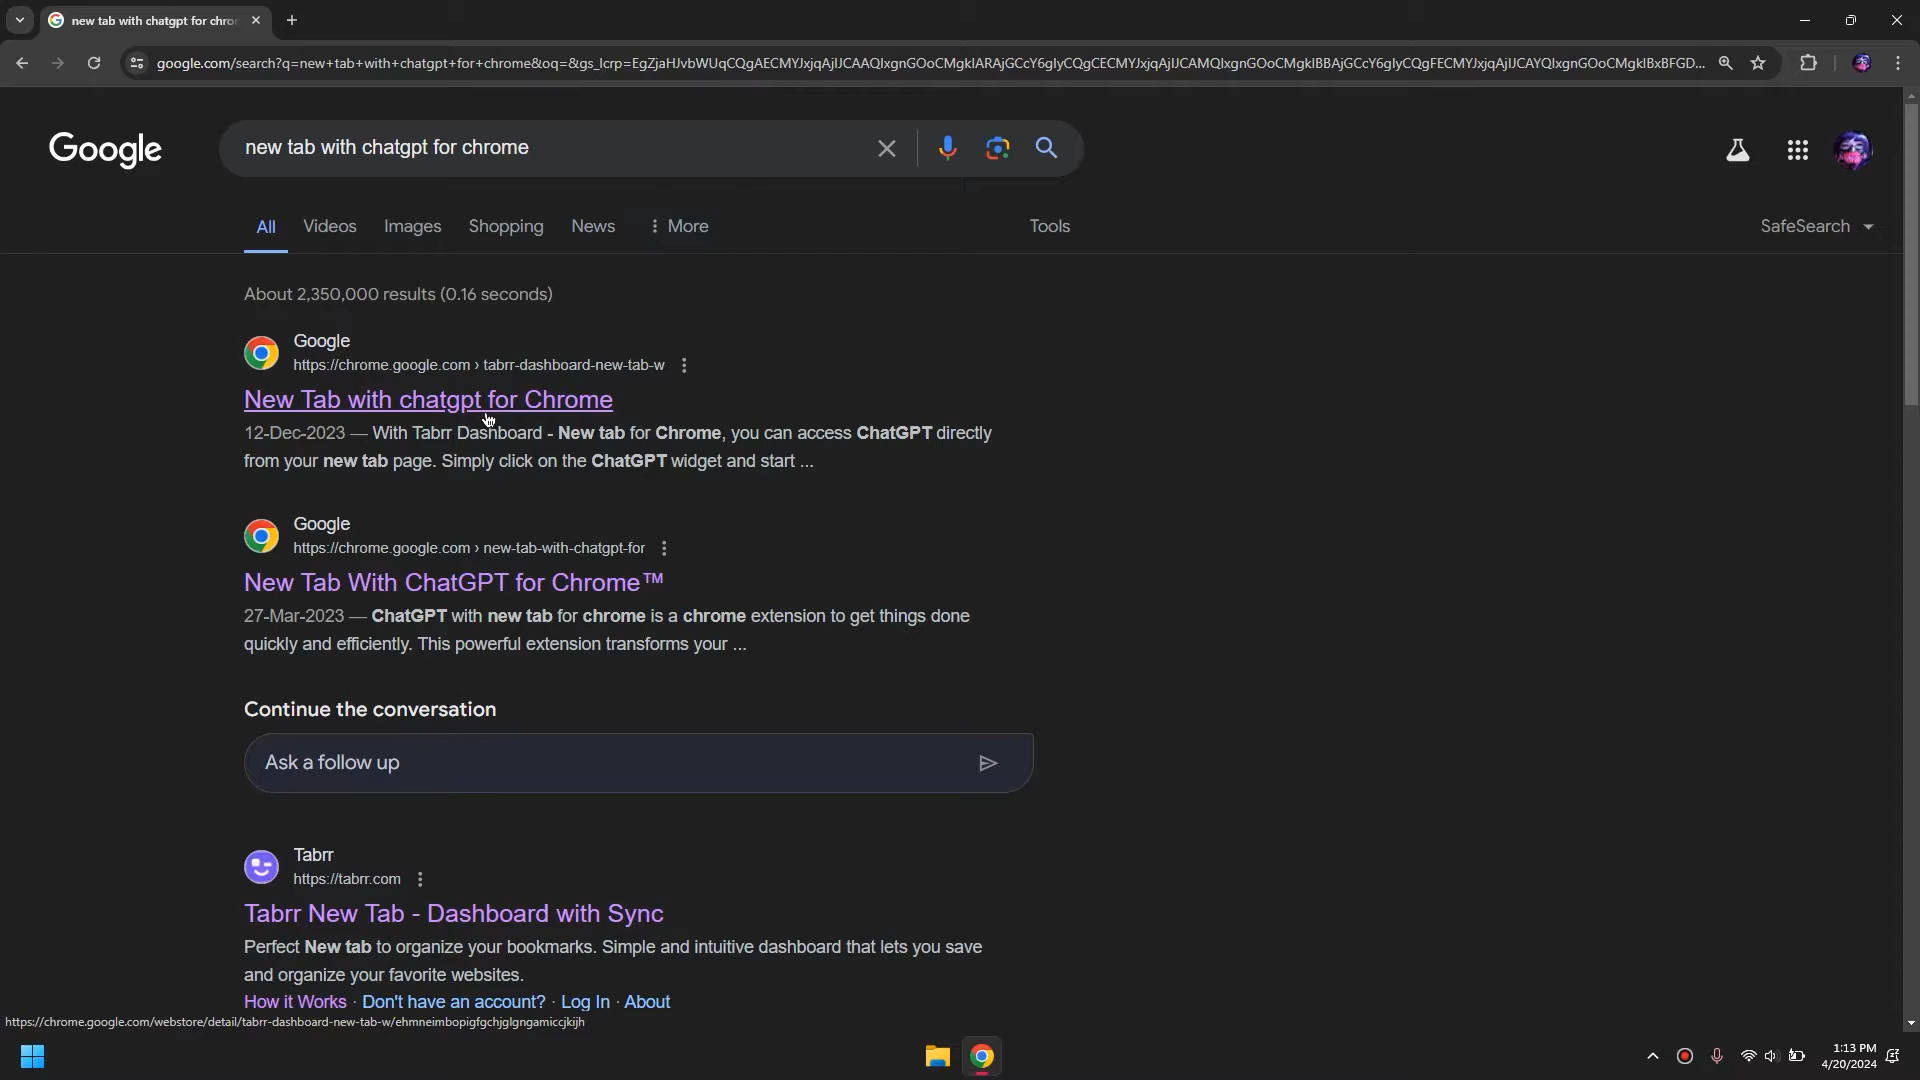 new tab with chatgpt for chro
google.com/search?q=new+tab+with+chatgpt+for+chrome&oq=&gs_lcrp=EgZjaHJvbWUqCQgAECMYJxjqAjIJCAAQIxgnGOoCMgkIARAjGCcY6gIyCQgCECMYJxjqAjIJCAMQIxgnGOoCMgkIBBAjGCcY6gIyCQgFECMYJxjqAjIJCAYQIxgnGOoCMgkIBxBFGD...
Google
new tab with chatgpt for chrome
All Videos Images Shopping News More Tools SafeSearch
About 2,350,000 results (0.16 seconds)
Google
https://chrome.google.com › tabrr-dashboard-new-tab-w
New Tab with chatgpt for Chrome
12-Dec-2023 — With Tabrr Dashboard - New tab for Chrome, you can access ChatGPT directly
from your new tab page. Simply click on the ChatGPT widget and start ...
Google
https://chrome.google.com › new-tab-with-chatgpt-for
New Tab With ChatGPT for Chrome™
27-Mar-2023 — ChatGPT with new tab for chrome is a chrome extension to get things done
quickly and efficiently. This powerful extension transforms your ...
Continue the conversation
Ask a follow up
Tabrr
https://tabrr.com
Tabrr New Tab - Dashboard with Sync
Perfect New tab to organize your bookmarks. Simple and intuitive dashboard that lets you save
and organize your favorite websites.
How it Works · Don't have an account? · Log In · About
https://chrome.google.com/webstore/detail/tabrr-dashboard-new-tab-w/ehmneimbopigfgchjglgngamiccjkijh
1:13 PM
4/20/2024